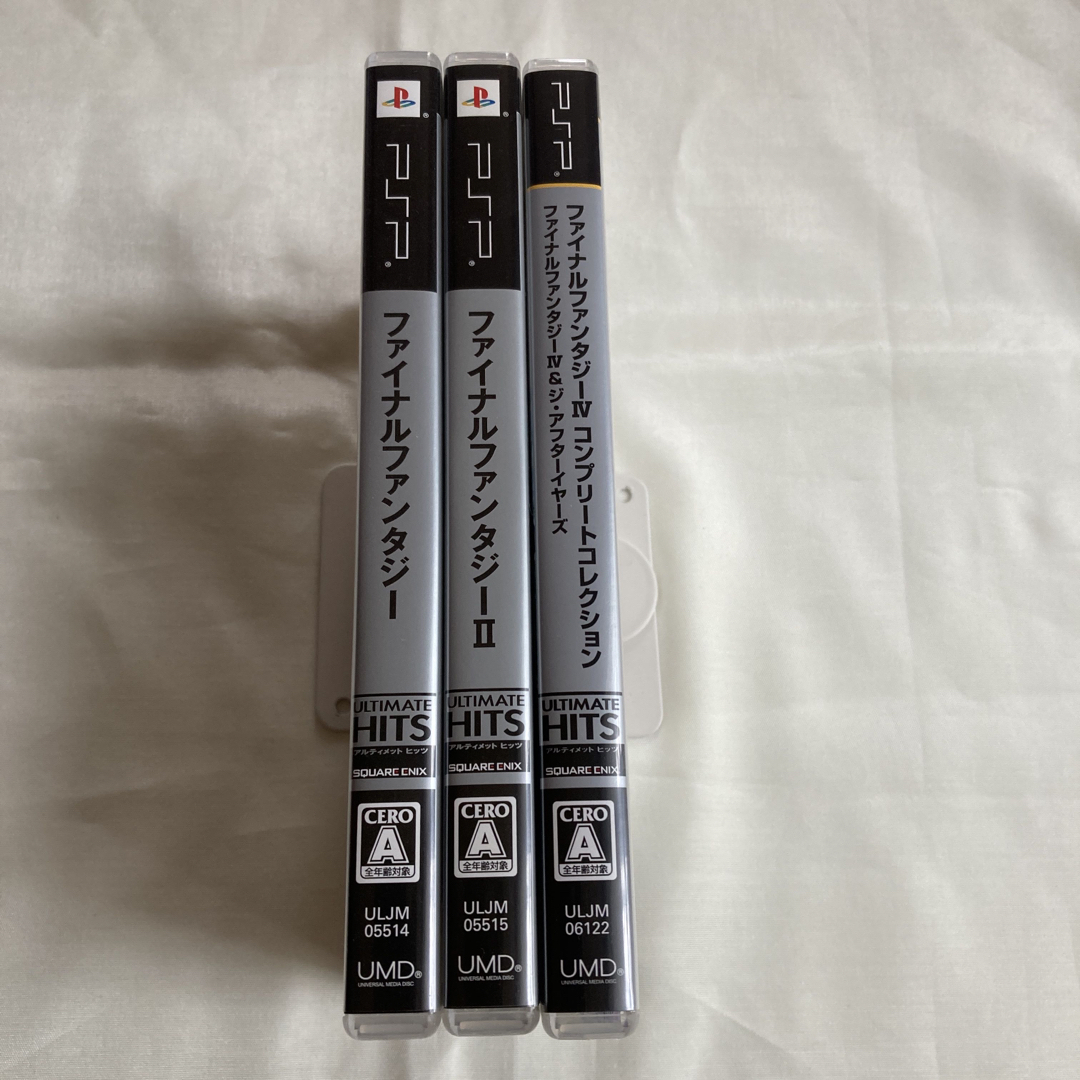 PSP
ファイナルファンタジー
ULTIMATE
HITS
アルティメット ヒッツ
SQUARE ENIX
CERO
A
全年齢対象
ULJM
05514
UMD®
UNIVERSAL MEDIA DISC
PSP
ファイナルファンタジーII
ULTIMATE
HITS
アルティメット ヒッツ
SQUARE ENIX
CERO
A
全年齢対象
ULJM
05515
UMD®
UNIVERSAL MEDIA DISC
PSP
ファイナルファンタジーIV コンプリートコレクション
ファイナルファンタジーIV & ジ・アフターイヤーズ
ULTIMATE
HITS
アルティメット ヒッツ
SQUARE ENIX
CERO
A
全年齢対象
ULJM
06122
UMD®
UNIVERSAL MEDIA DISC